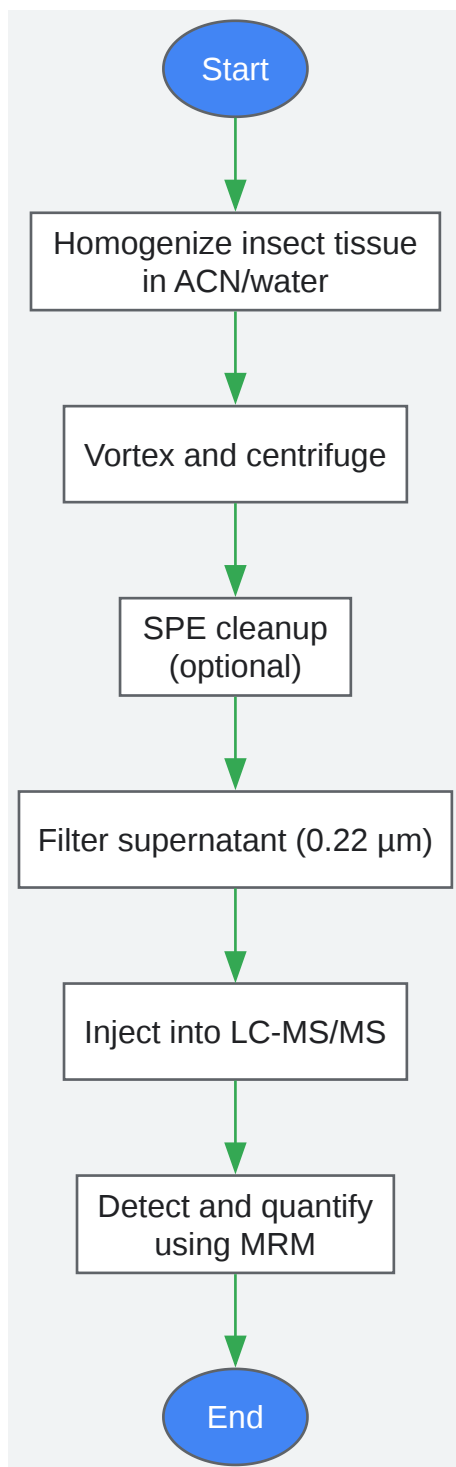 Start
Homogenize insect tissue
in ACN/water
Vortex and centrifuge
SPE cleanup
(optional)
Filter supernatant (0.22 µm)
Inject into LC-MS/MS
Detect and quantify
using MRM
End